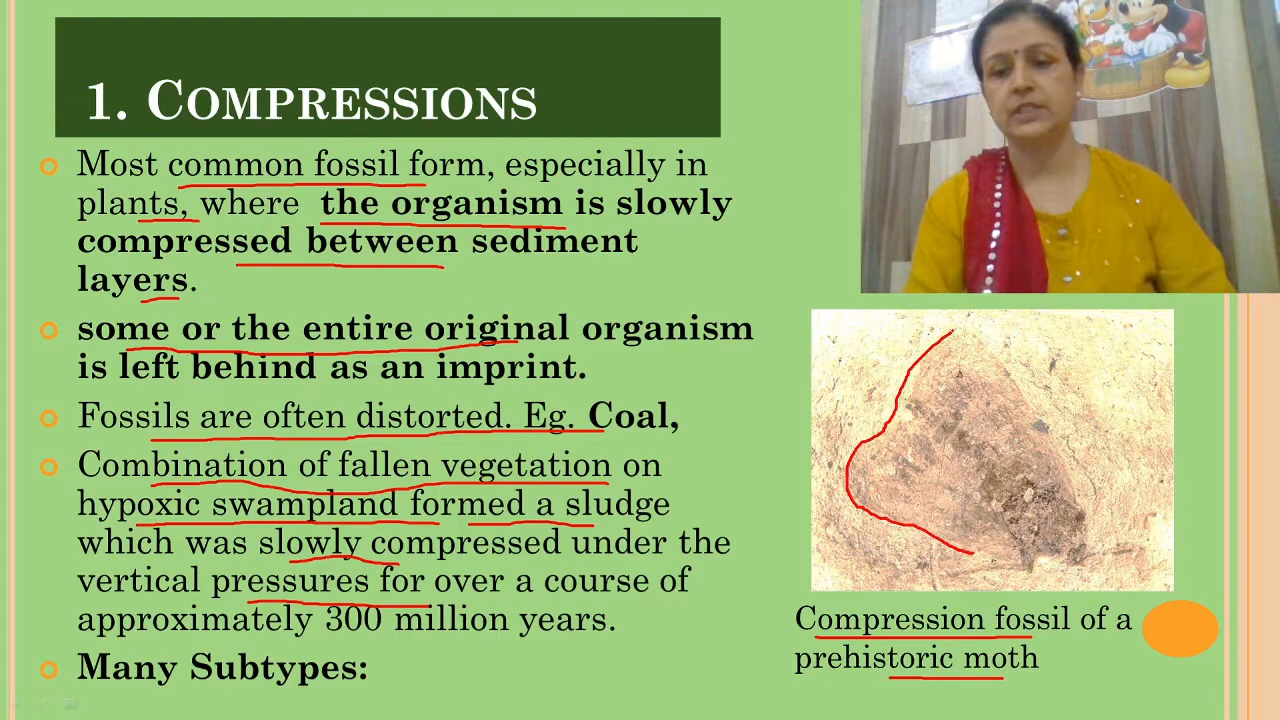 1. COMPRESSIONS
Most common fossil form, especially in
plants, where the organism is slowly
compressed between sediment
layers.
some or the entire original organism
is left behind as an imprint.
Fossils are often distorted. Eg. Coal,
Combination of fallen vegetation on
hypoxic swampland formed a sludge
which was slowly compressed under the
vertical pressures for over a course of
approximately 300 million years.
Many Subtypes:
Compression fossil of a
prehistoric moth